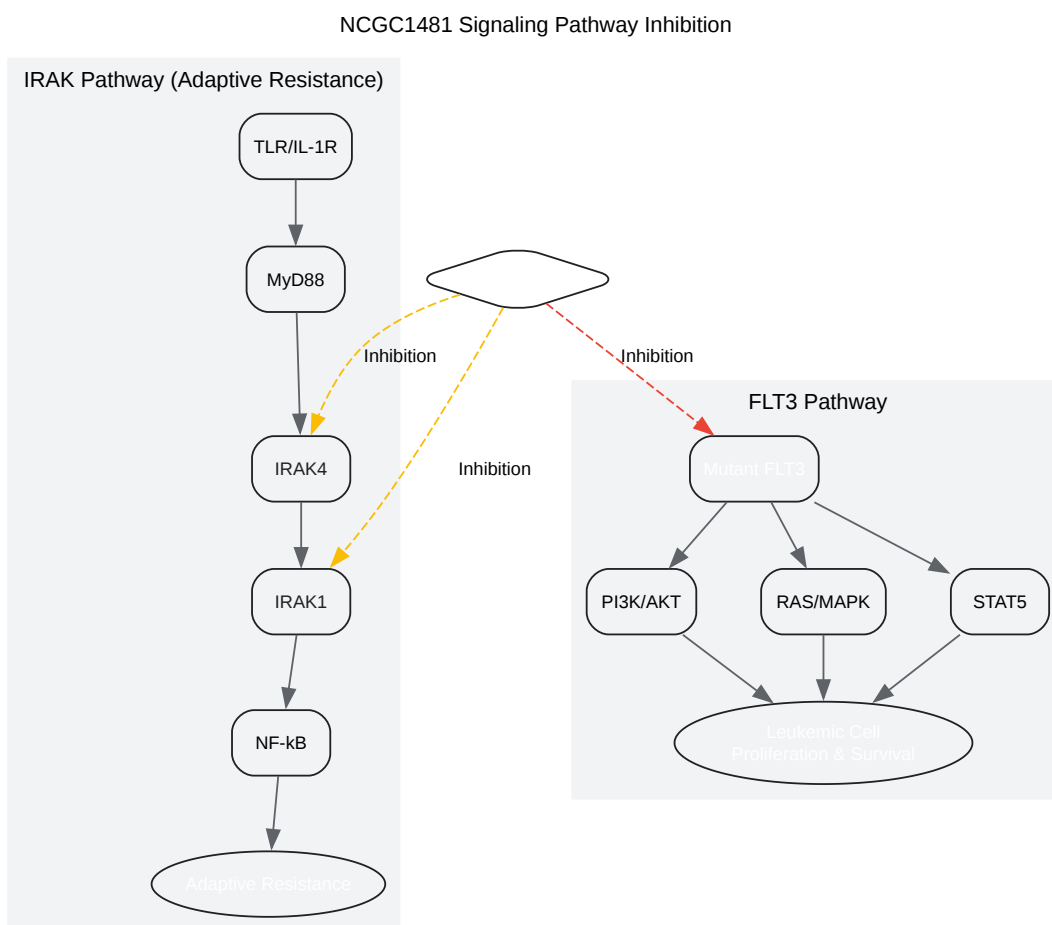 NCGC1481 Signaling Pathway Inhibition
IRAK Pathway (Adaptive Resistance)
TLR/IL-1R
MyD88
Inhibition
Inhibition
FLT3 Pathway
IRAK4
Inhibition
Mutant FLT3
IRAK1
PI3K/AKT
RAS/MAPK
STAT5
NF-kB
Leukemic Cell
Proliferation & Survival
Adaptive Resistance